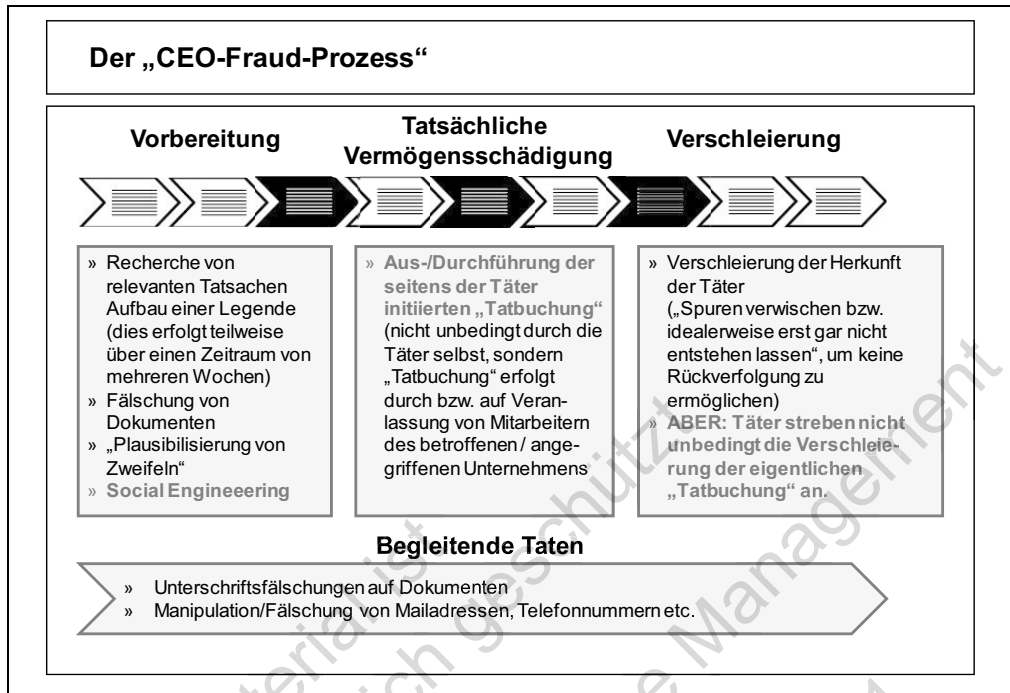 Der „CEO-Fraud-Prozess“
Vorbereitung
Tatsächliche
Vermögensschädigung
Verschleierung
» Recherche von
relevanten Tatsachen
Aufbau einer Legende
(dies erfolgt teilweise
über einen Zeitraum von
mehreren Wochen)
» Fälschung von
Dokumenten
» „Plausibilisierung von
Zweifeln“
» Social Engineeering
» Aus-/Durchführung der
seitens der Täter
initiierten „Tatbuchung“
(nicht unbedingt durch die
Täter selbst, sondern
„Tatbuchung“ erfolgt
durch bzw. auf Veran-
lassung von Mitarbeitern
des betroffenen / ange-
griffenen Unternehmens
» Verschleierung der Herkunft
der Täter
(„Spuren verwischen bzw.
idealerweise erst gar nicht
entstehen lassen“, um keine
Rückverfolgung zu
ermöglichen)
» ABER: Täter streben nicht
unbedingt die Verschleie-
rung der eigentlichen
„Tatbuchung“ an.
Begleitende Taten
» Unterschriftsfälschungen auf Dokumenten
» Manipulation/Fälschung von Mailadressen, Telefonnummern etc.
ist
geschützt
Management